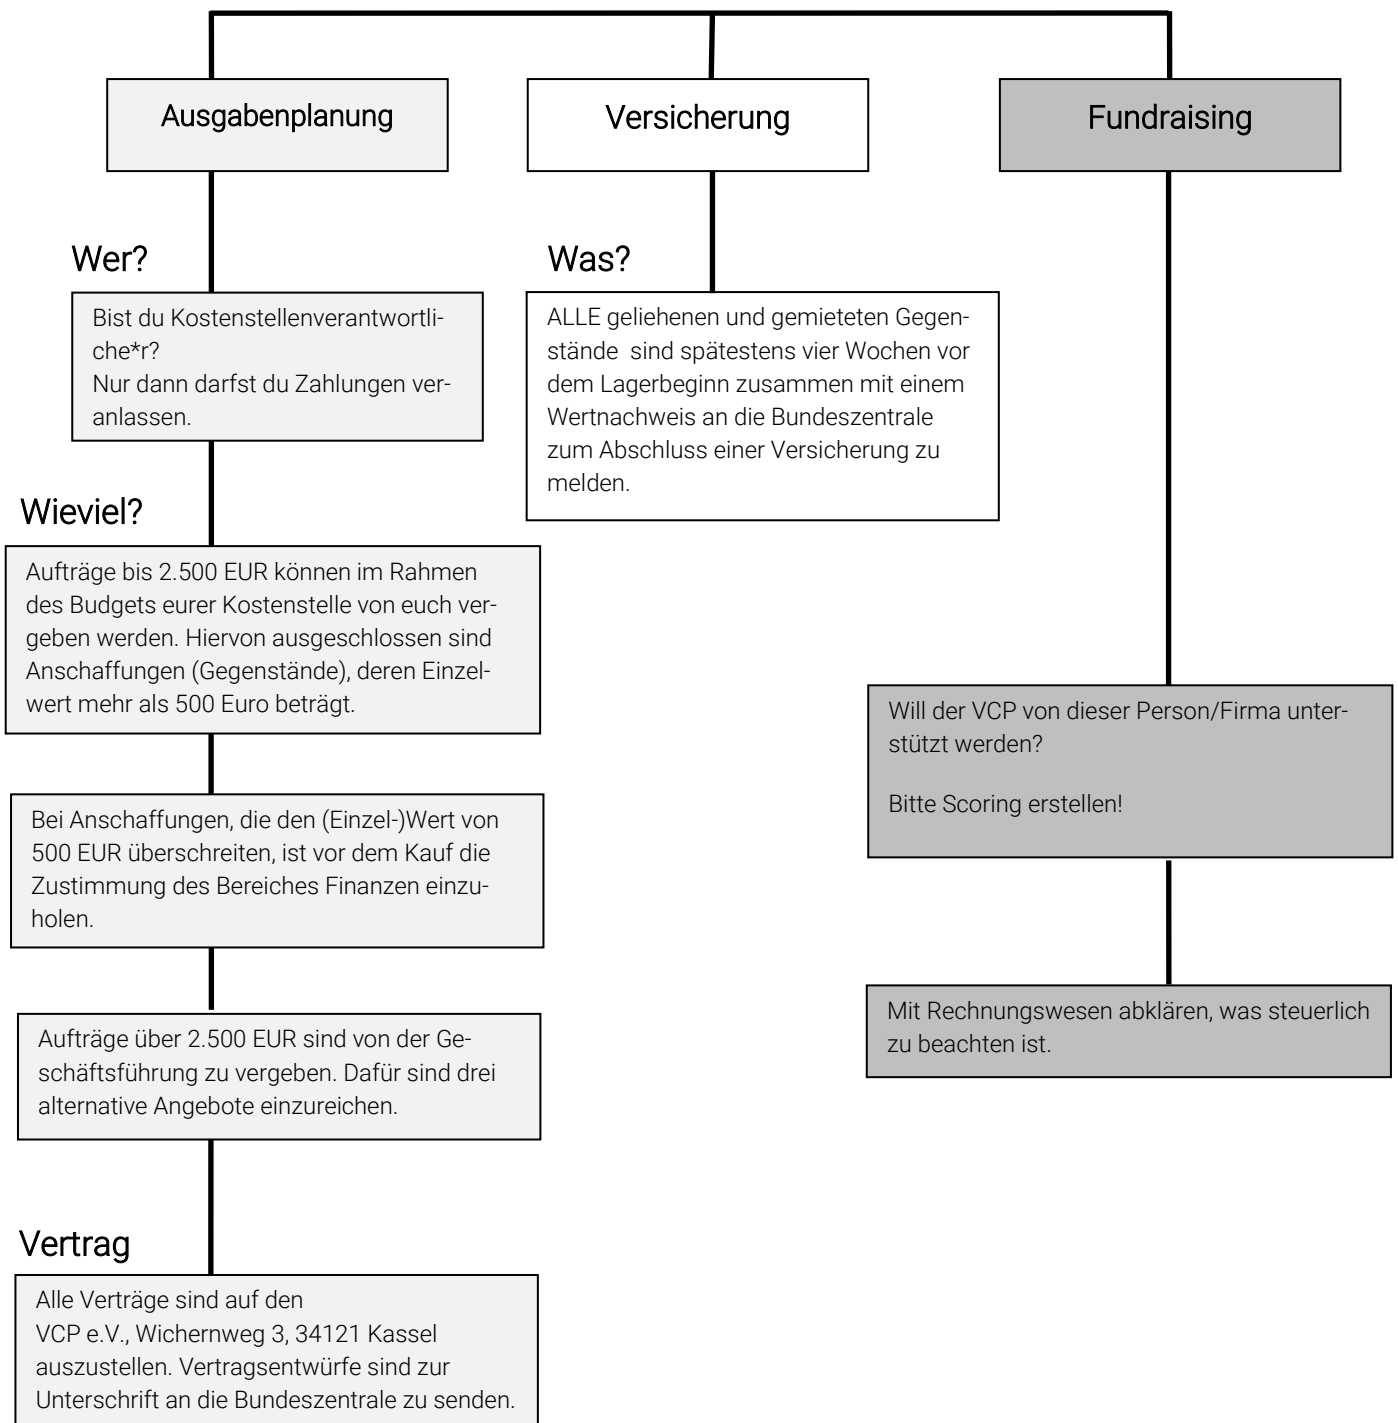 Ausgabenplanung
Versicherung
Fundraising
Wer?
Bist du Kostenstellenverantwortli-
che*r?
Nur dann darfst du Zahlungen ver-
anlassen.
Wieviel?
Aufträge bis 2.500 EUR können im Rahmen
des Budgets eurer Kostenstelle von euch ver-
geben werden. Hiervon ausgeschlossen sind
Anschaffungen (Gegenstände), deren Einzel-
wert mehr als 500 Euro beträgt.
Bei Anschaffungen, die den (Einzel-)Wert von
500 EUR überschreiten, ist vor dem Kauf die
Zustimmung des Bereiches Finanzen einzu-
holen.
Aufträge über 2.500 EUR sind von der Ge-
schäftsführung zu vergeben. Dafür sind drei
alternative Angebote einzureichen.
Vertrag
Alle Verträge sind auf den
VCP e.V., Wichernweg 3, 34121 Kassel
auszustellen. Vertragsentwürfe sind zur
Unterschrift an die Bundeszentrale zu senden.
Was?
ALLE geliehenen und gemieteten Gegen-
stände  sind spätestens vier Wochen vor
dem Lagerbeginn zusammen mit einem
Wertnachweis an die Bundeszentrale
zum Abschluss einer Versicherung zu
melden.
Will der VCP von dieser Person/Firma unter-
stützt werden?
Bitte Scoring erstellen!
Mit Rechnungswesen abklären, was steuerlich
zu beachten ist.